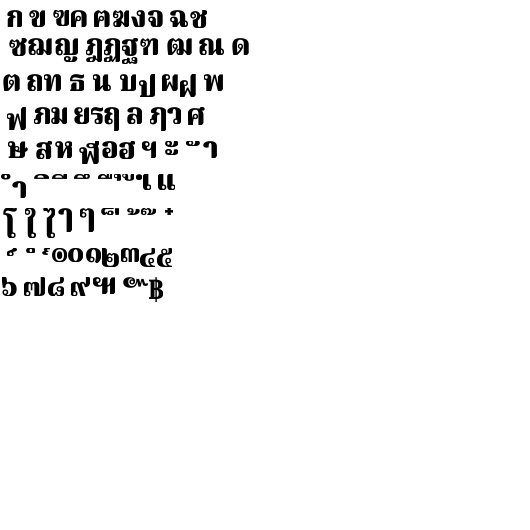 ก ข ฃค ฅฆงจ ฉช
ซฌญ ฎฏฐฑ ฒ ณ ด
ต ถท ธ น บป ผฝ พ
ฟ ภม ยรฤ ล ฦว ศ
ษ สห ฬอฮ ฯ ะ ั า
ำ ิ ี ึ ื ุ ู เ แ
โ ใ ไ ๅ ๆ ็ ่ ้ ๊ ๋
์ ํ ๎ ๏๐๑๒๓๔๕
๖ ๗๘ ๙๚ ๛฿